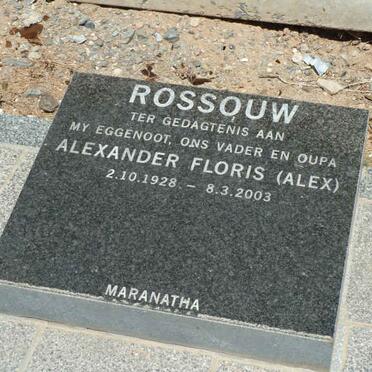 ROSSOUW
TER GEDAGTENIS AAN
MY EGGENOOT, ONS VADER EN OUPA
ALEXANDER FLORIS (ALEX)
2.10.1928 – 8.3.2003
MARANATHA